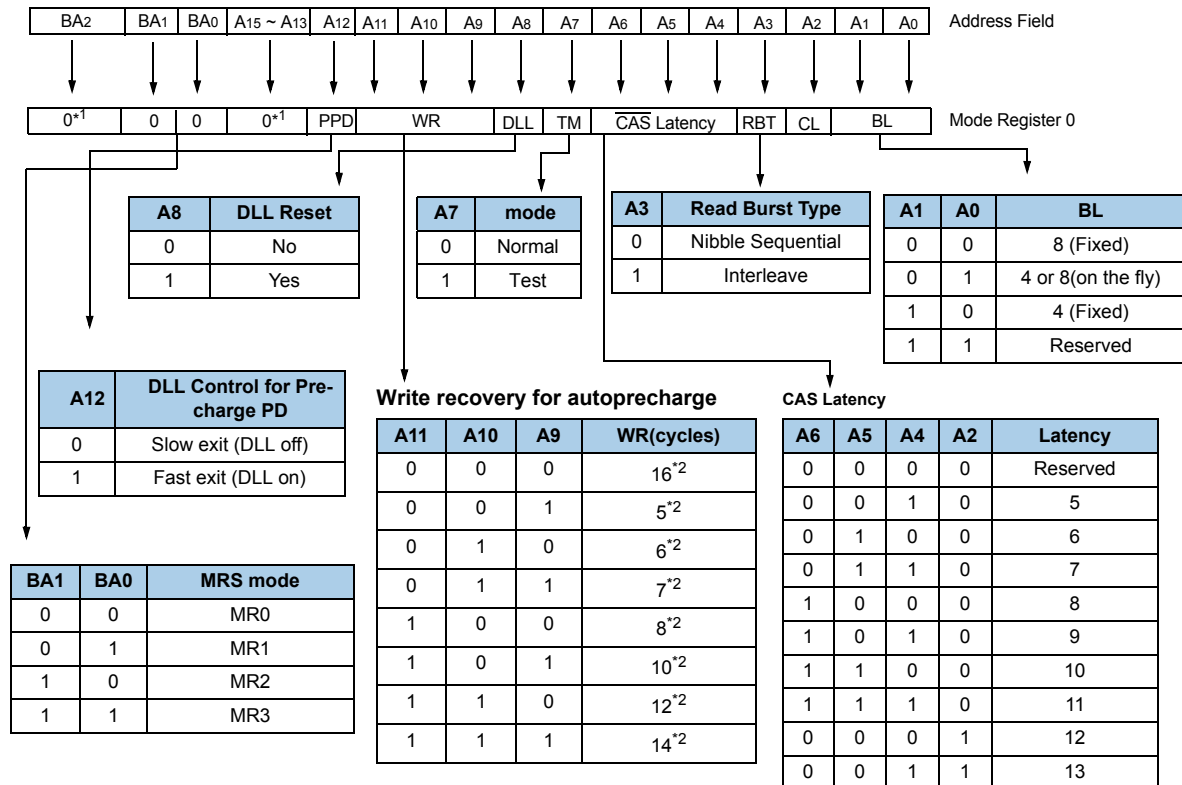 BA2 BA1 BA0 A15 ~ A13 A12 A11 A10 A9 A8 A7 A6 A5 A4 A3 A2 A1 A0 Address Field
0*1 0 0 0*1 PPD WR DLL TM CAS Latency RBT CL BL Mode Register 0
A8 DLL Reset
0 No
1 Yes
A7 mode
0 Normal
1 Test
A3 Read Burst Type
0 Nibble Sequential
1 Interleave
A1 A0 BL
0 0 8 (Fixed)
0 1 4 or 8(on the fly)
1 0 4 (Fixed)
1 1 Reserved
A12 DLL Control for Pre-
charge PD
0 Slow exit (DLL off)
1 Fast exit (DLL on)
Write recovery for autoprecharge
A11 A10 A9 WR(cycles)
0 0 0 16*2
0 0 1 5*2
0 1 0 6*2
0 1 1 7*2
1 0 0 8*2
1 0 1 10*2
1 1 0 12*2
1 1 1 14*2
CAS Latency
A6 A5 A4 A2 Latency
0 0 0 0 Reserved
0 0 1 0 5
0 1 0 0 6
0 1 1 0 7
1 0 0 0 8
1 0 1 0 9
1 1 0 0 10
1 1 1 0 11
0 0 0 1 12
0 0 1 1 13
BA1 BA0 MRS mode
0 0 MR0
0 1 MR1
1 0 MR2
1 1 MR3